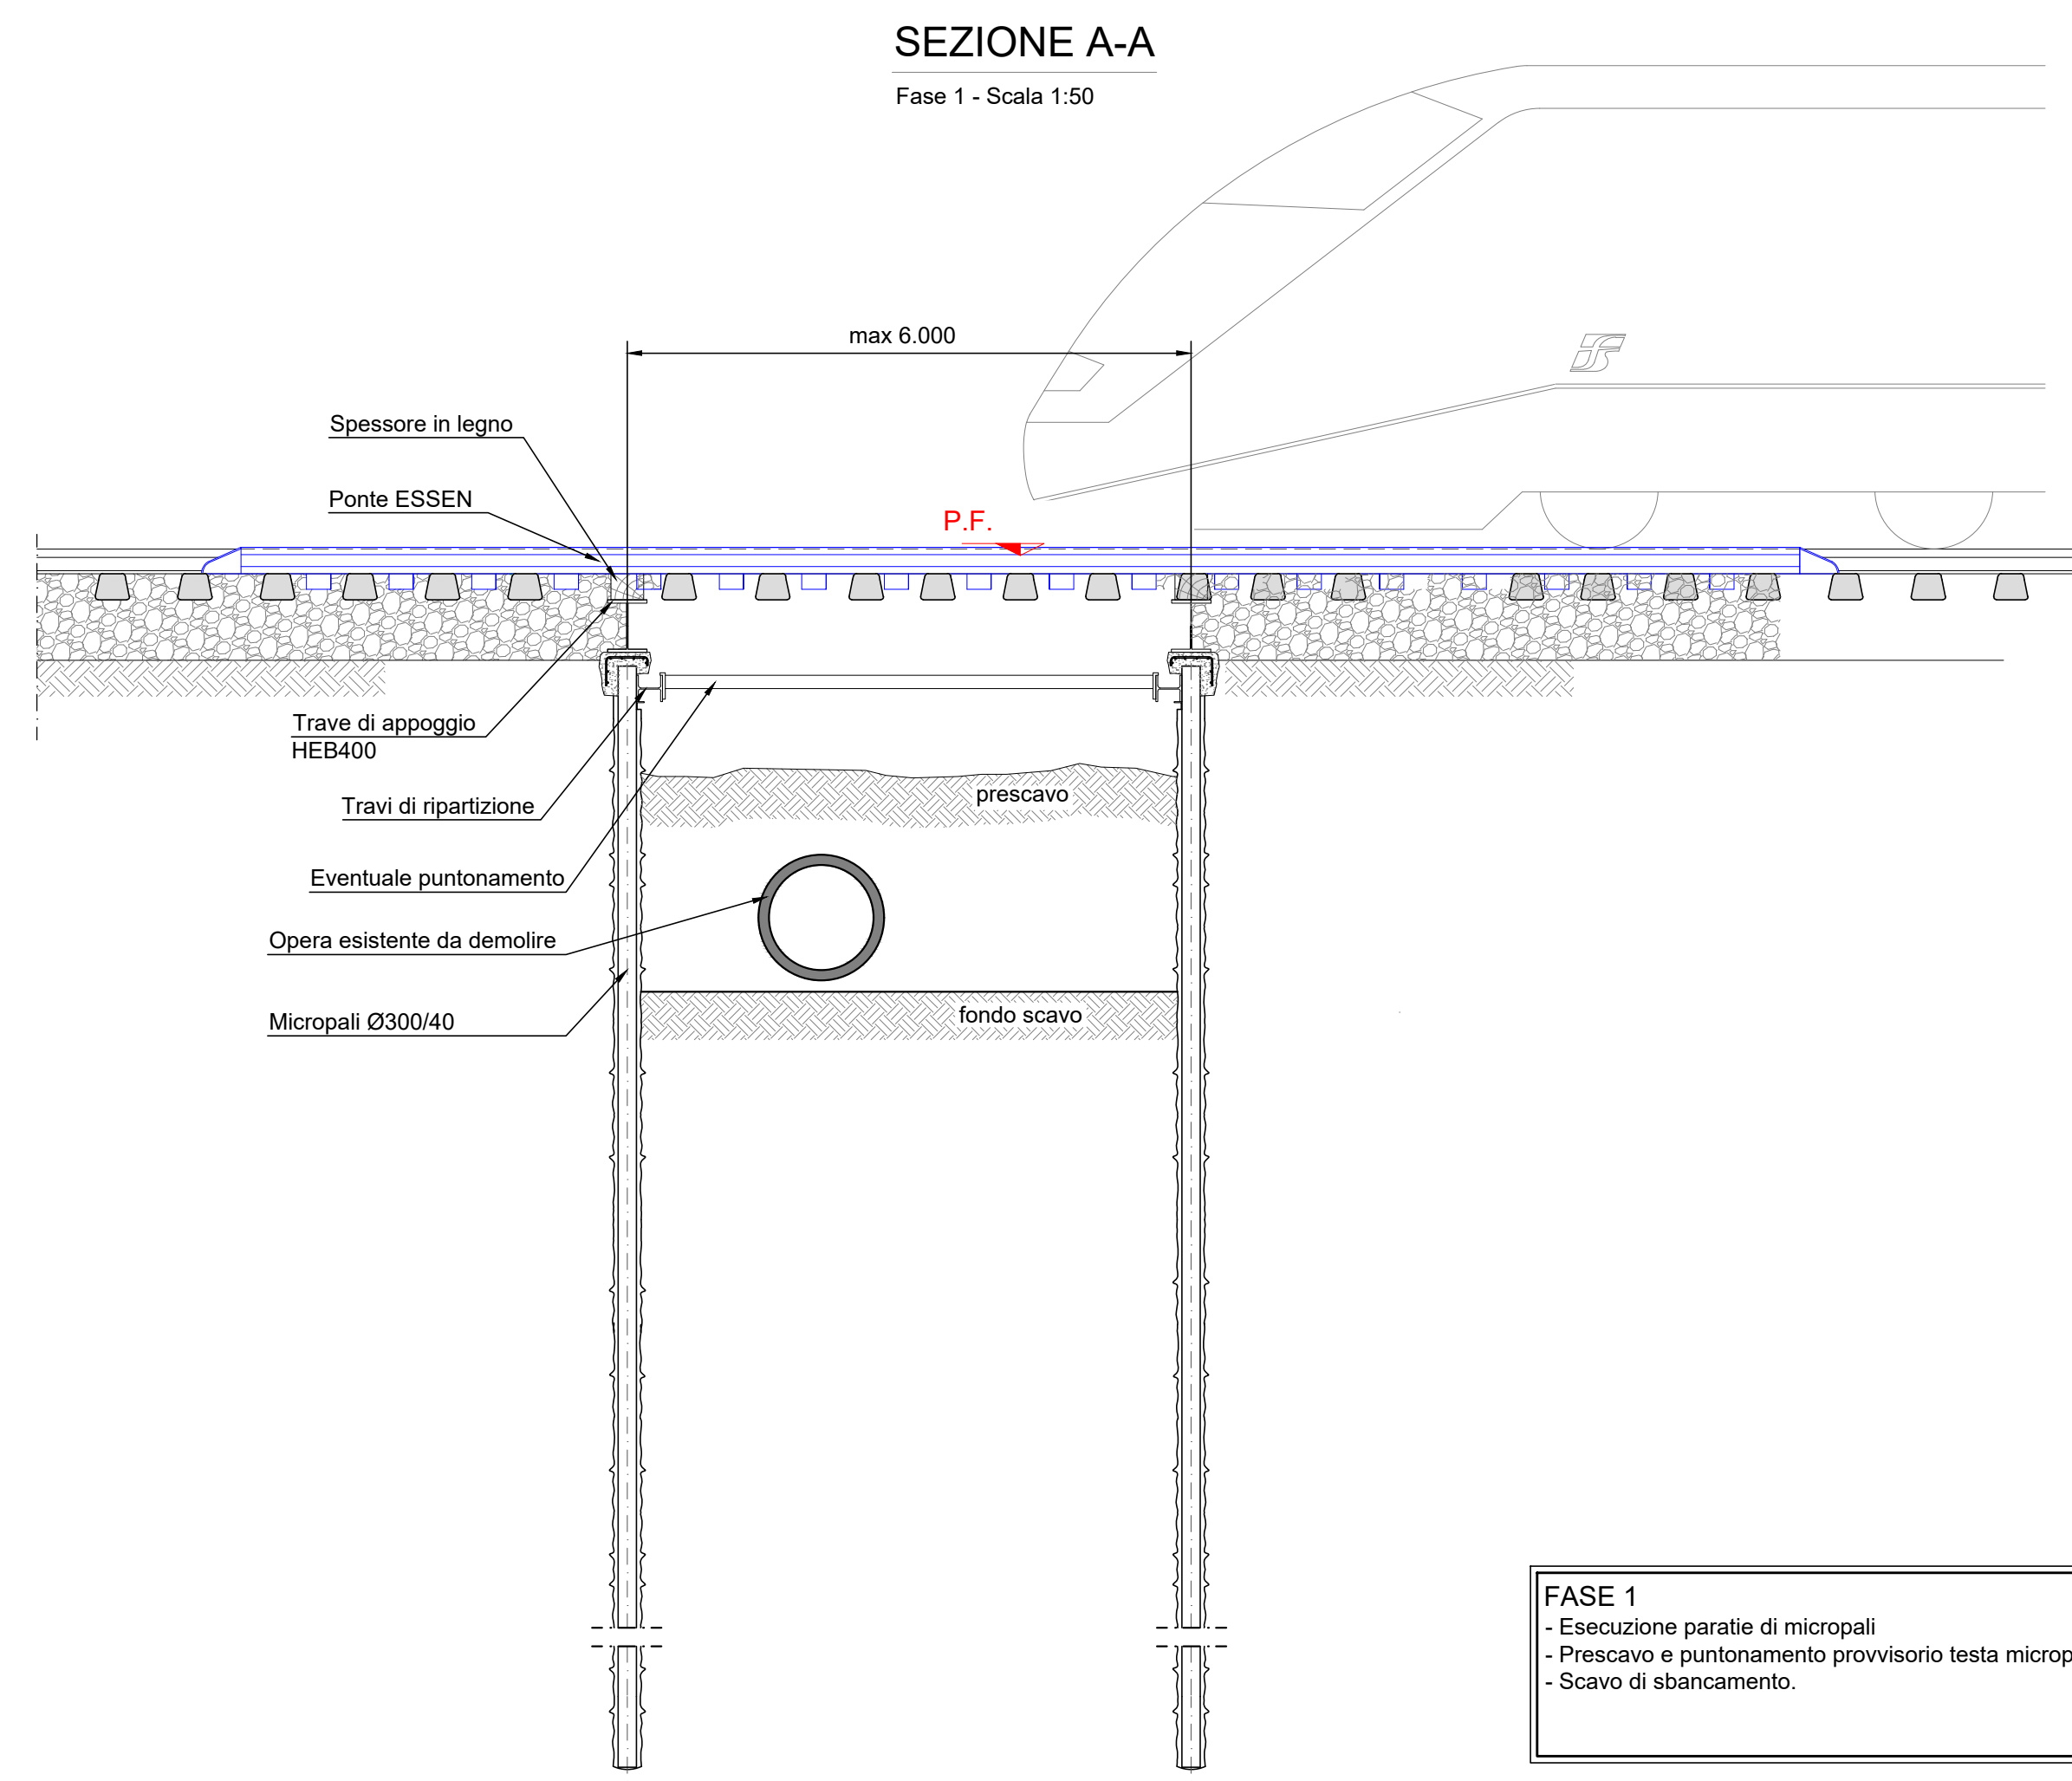 SEZIONE A-A
Fase 1 - Scala 1:50
max 6.000
Spessore in legno
Ponte ESSEN
P.F.
Trave di appoggio
HEB400
Travi di ripartizione
prescavo
Eventuale puntonamento
Opera esistente da demolire
fondo scavo
Micropali Ø300/40
FASE 1
- Esecuzione paratie di micropali
- Prescavo e puntonamento provvisorio testa microp
- Scavo di sbancamento.